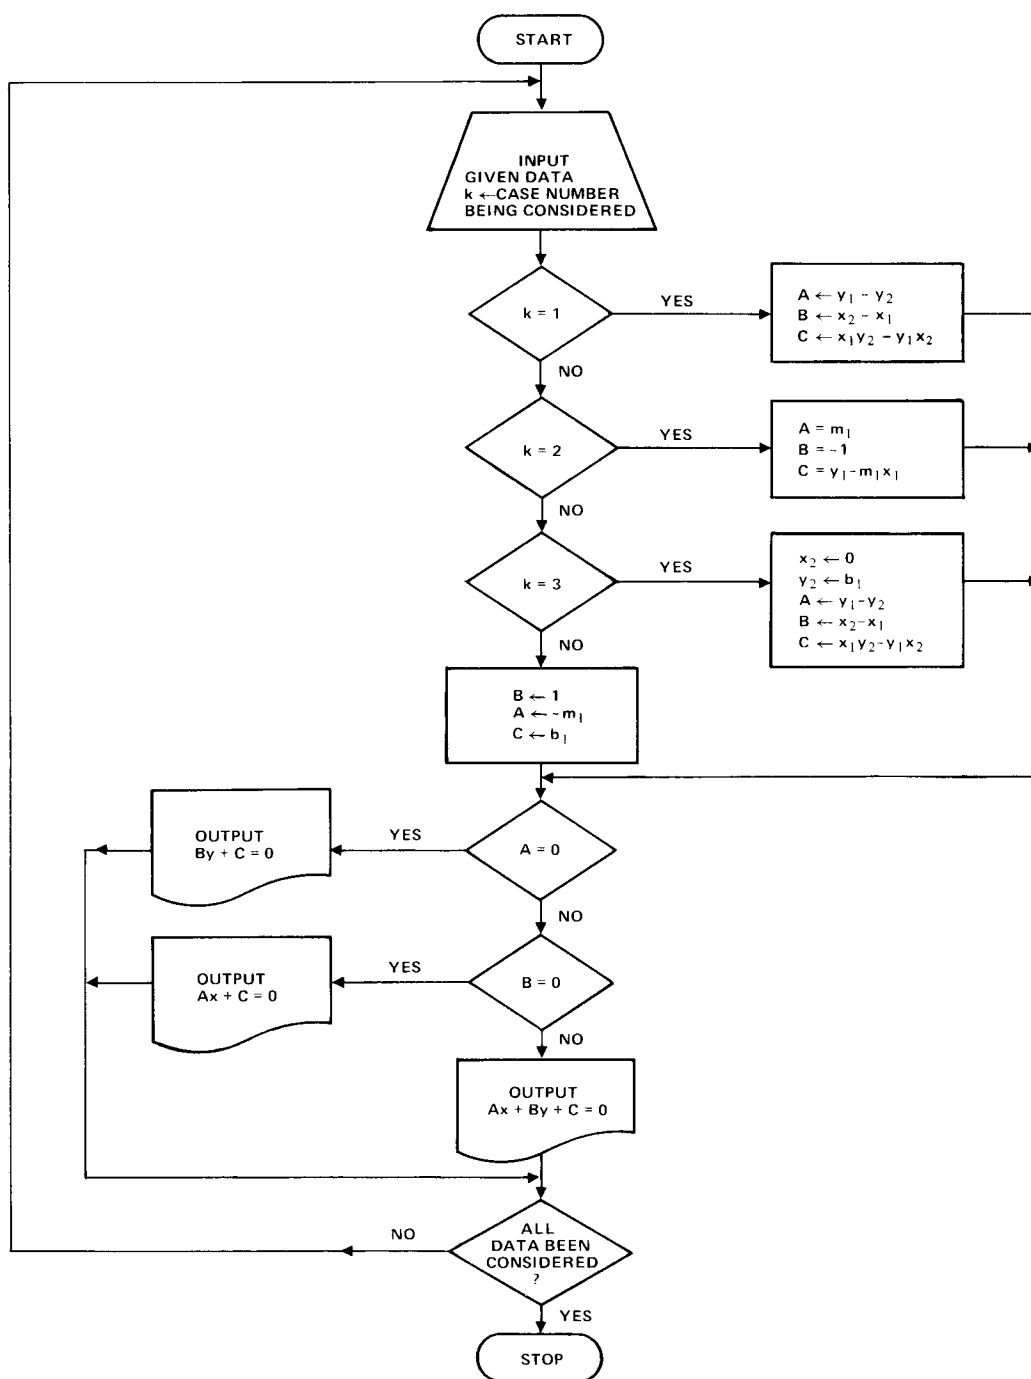 START
INPUT
GIVEN DATA
k ← CASE NUMBER
BEING CONSIDERED
k = 1
YES
A ← y₁ - y₂
B ← x₂ - x₁
C ← x₁y₂ - y₁x₂
NO
k = 2
YES
A = m₁
B = -1
C = y₁-m₁x₁
NO
k = 3
YES
x₂ ← 0
y₂ ← b₁
A ← y₁-y₂
B ← x₂-x₁
C ← x₁y₂-y₁x₂
NO
B ← 1
A ← -m₁
C ← b₁
A = 0
YES
OUTPUT
By + C = 0
NO
B = 0
YES
OUTPUT
Ax + C = 0
NO
OUTPUT
Ax + By + C = 0
ALL
DATA BEEN
CONSIDERED
?
NO
YES
STOP